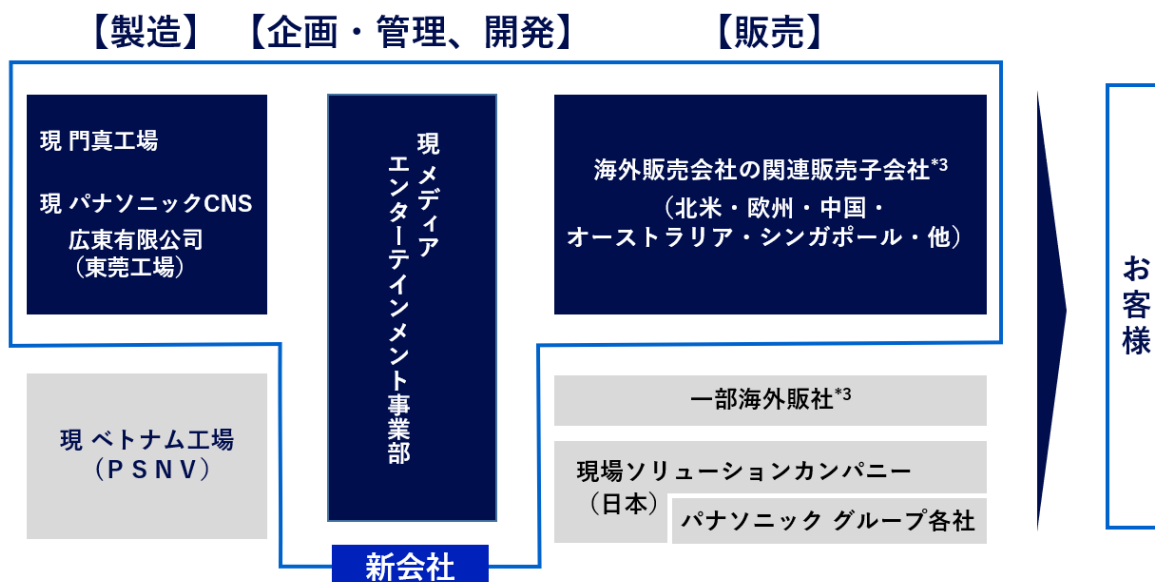 【製造】
【企画・管理、開発】
【販売】
現 門真工場
現 パナソニックCNS
広東有限公司
（東莞工場）
現 メディア
エンターテインメント事業部
海外販売会社の関連販売子会社*3
（北米・欧州・中国・
オーストラリア・シンガポール・他）
現 ベトナム工場
（ＰＳＮＶ）
一部海外販社*3
現場ソリューションカンパニー
（日本）
パナソニック グループ各社
新会社
お客様